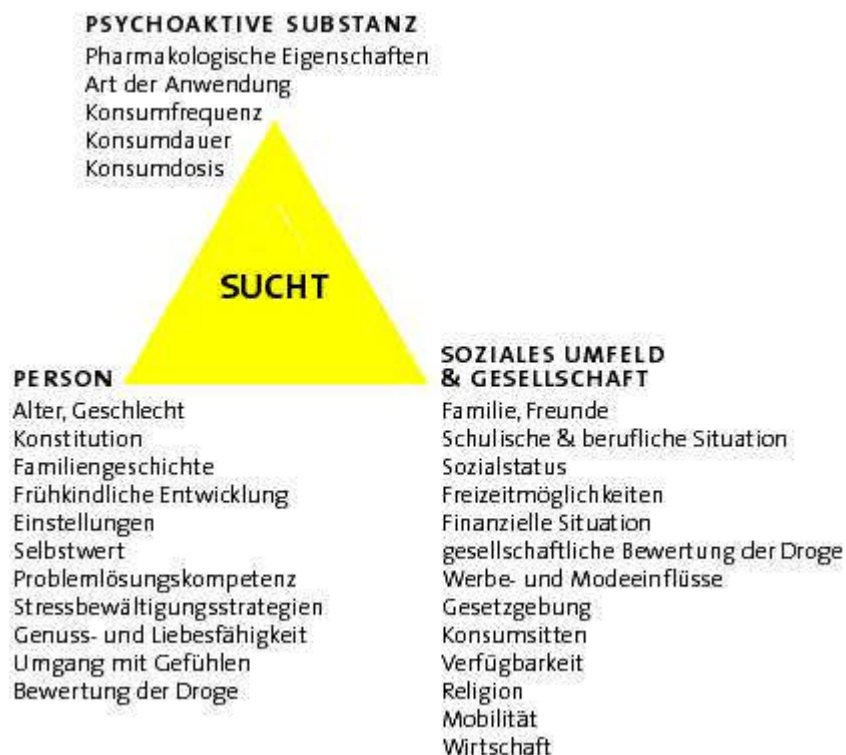 PSYCHOAKTIVE SUBSTANZ
Pharmakologische Eigenschaften
Art der Anwendung
Konsumfrequenz
Konsumdauer
Konsumdosis
SUCHT
PERSON
Alter, Geschlecht
Konstitution
Familiengeschichte
Frühkindliche Entwicklung
Einstellungen
Selbstwert
Problemlösungskompetenz
Stressbewältigungsstrategien
Genuss- und Liebesfähigkeit
Umgang mit Gefühlen
Bewertung der Droge
SOZIALES UMFELD
& GESELLSCHAFT
Familie, Freunde
Schulische & berufliche Situation
Sozialstatus
Freizeitmöglichkeiten
Finanzielle Situation
gesellschaftliche Bewertung der Droge
Werbe- und Modeeinflüsse
Gesetzgebung
Konsumsitten
Verfügbarkeit
Religion
Mobilität
Wirtschaft